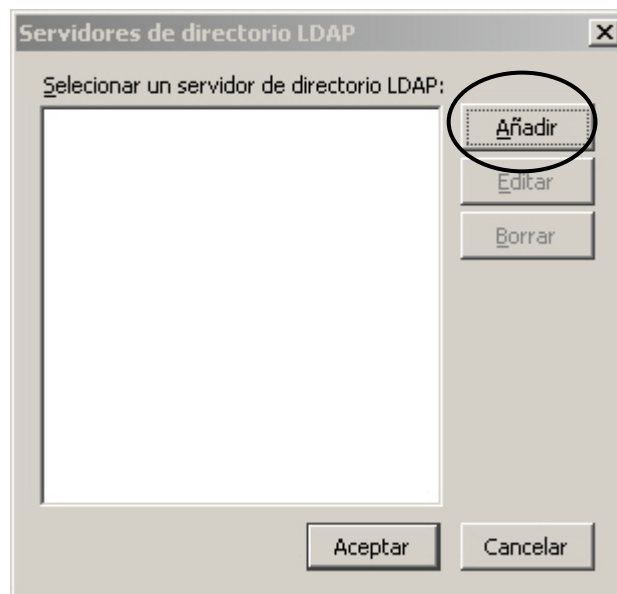 Servidores de directorio LDAP
Selecionar un servidor de directorio LDAP:
Añadir
Editar
Borrar
Aceptar
Cancelar